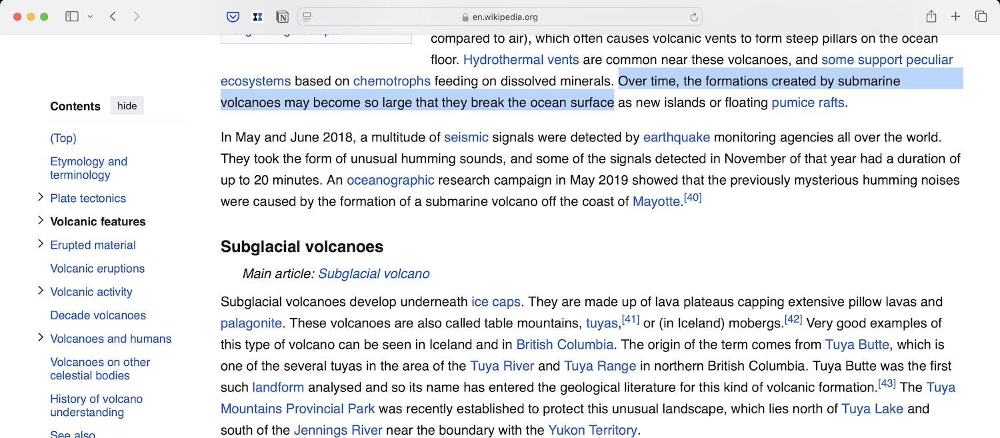 en.wikipedia.org
compared to air), which often causes volcanic vents to form steep pillars on the ocean
floor. Hydrothermal vents are common near these volcanoes, and some support peculiar
ecosystems based on chemotrophs feeding on dissolved minerals. Over time, the formations created by submarine
volcanoes may become so large that they break the ocean surface as new islands or floating pumice rafts.
Contents hide
(Top)
Etymology and
terminology
Plate tectonics
Volcanic features
Erupted material
Volcanic eruptions
Volcanic activity
Decade volcanoes
Volcanoes and humans
Volcanoes on other
celestial bodies
History of volcano
understanding
See also
In May and June 2018, a multitude of seismic signals were detected by earthquake monitoring agencies all over the world.
They took the form of unusual humming sounds, and some of the signals detected in November of that year had a duration of
up to 20 minutes. An oceanographic research campaign in May 2019 showed that the previously mysterious humming noises
were caused by the formation of a submarine volcano off the coast of Mayotte.[40]
Subglacial volcanoes
Main article: Subglacial volcano
Subglacial volcanoes develop underneath ice caps. They are made up of lava plateaus capping extensive pillow lavas and
palagonite. These volcanoes are also called table mountains, tuyas,[41] or (in Iceland) mobergs.[42] Very good examples of
this type of volcano can be seen in Iceland and in British Columbia. The origin of the term comes from Tuya Butte, which is
one of the several tuyas in the area of the Tuya River and Tuya Range in northern British Columbia. Tuya Butte was the first
such landform analysed and so its name has entered the geological literature for this kind of volcanic formation.[43] The Tuya
Mountains Provincial Park was recently established to protect this unusual landscape, which lies north of Tuya Lake and
south of the Jennings River near the boundary with the Yukon Territory.